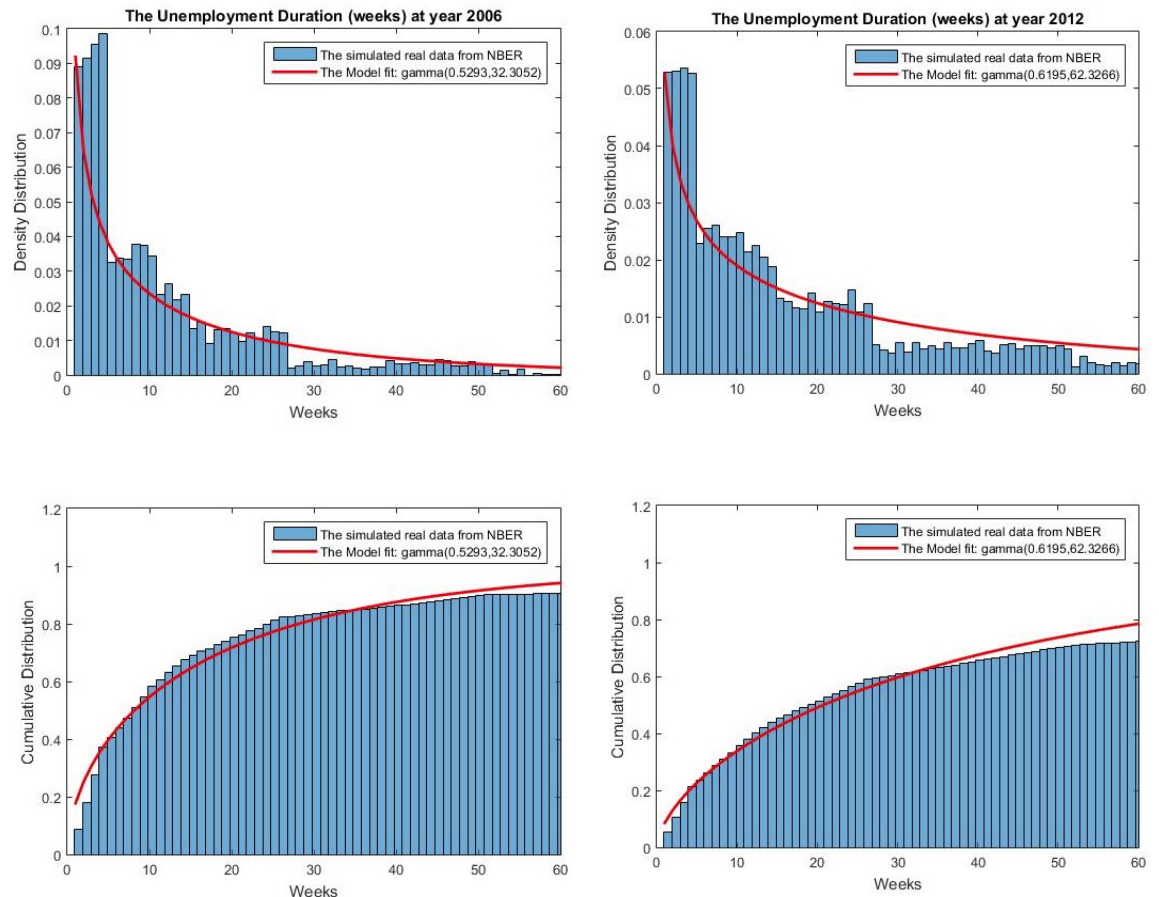 The Unemployment Duration (weeks) at year 2006
0.1
0.09
0.08
0.07
0.06
0.05
0.04
0.03
0.02
0.01
0
Density Distribution
The simulated real data from NBER
The Model fit: gamma(0.5293,32.3052)
0 10 20 30 40 50 60
Weeks
The Unemployment Duration (weeks) at year 2012
0.06
0.05
0.04
0.03
0.02
0.01
0
Density Distribution
The simulated real data from NBER
The Model fit: gamma(0.6195,62.3266)
0 10 20 30 40 50 60
Weeks
1.2
1
0.8
0.6
0.4
0.2
0
Cumulative Distribution
The simulated real data from NBER
The Model fit: gamma(0.5293,32.3052)
0 10 20 30 40 50 60
Weeks
1.2
1
0.8
0.6
0.4
0.2
0
Cumulative Distribution
The simulated real data from NBER
The Model fit: gamma(0.6195,62.3266)
0 10 20 30 40 50 60
Weeks